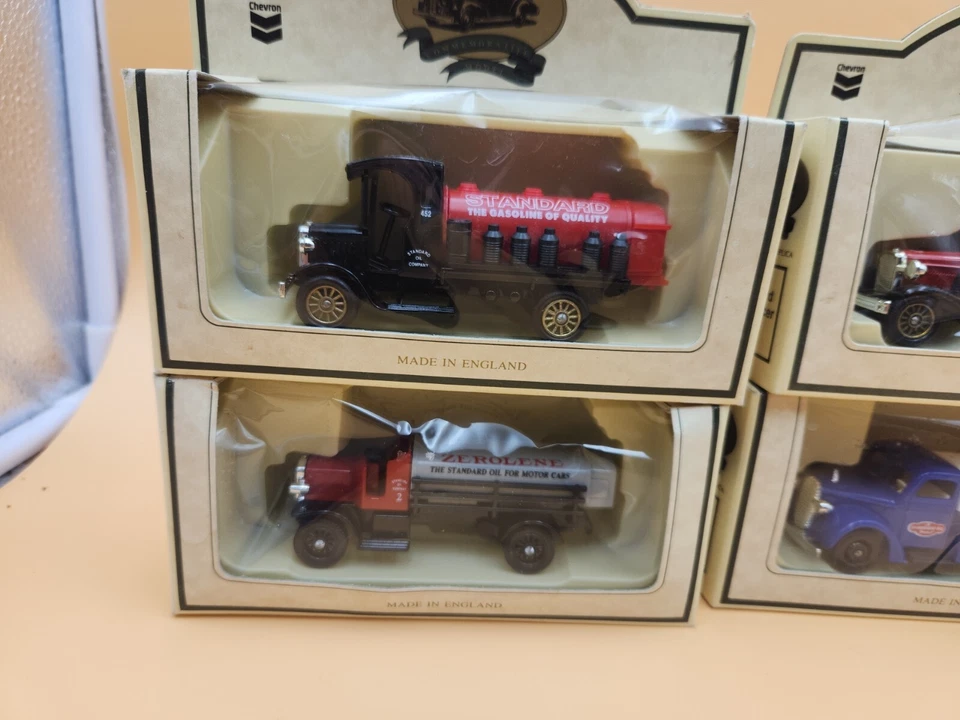 Chevron
COMMEMORATIVE
452
STANDARD
THE GASOLINE OF QUALITY
STANDARD
OIL
COMPANY
MADE IN ENGLAND
Chevron
ZEROLENE
THE STANDARD OIL FOR MOTOR CARS
2
MADE IN ENGLAND
MADE IN